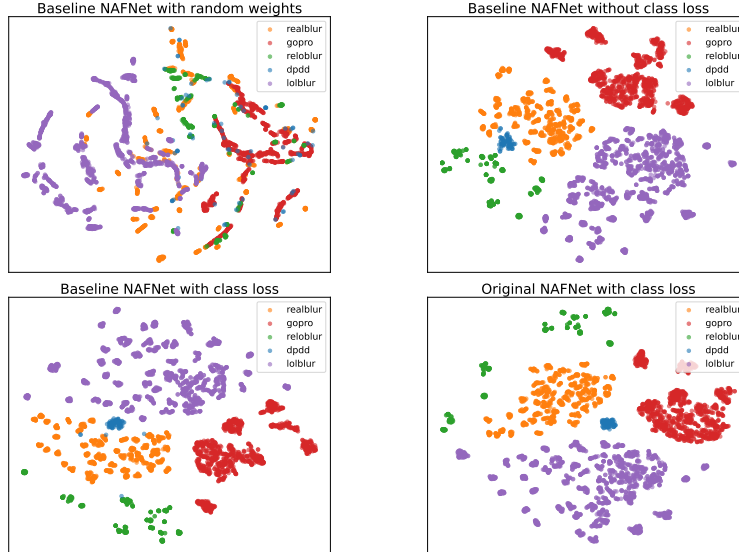 Baseline NAFNet with random weights
realblur
gopro
reloblur
dpdd
lolblur
Baseline NAFNet without class loss
realblur
gopro
reloblur
dpdd
lolblur
Baseline NAFNet with class loss
realblur
gopro
reloblur
dpdd
lolblur
Original NAFNet with class loss
realblur
gopro
reloblur
dpdd
lolblur